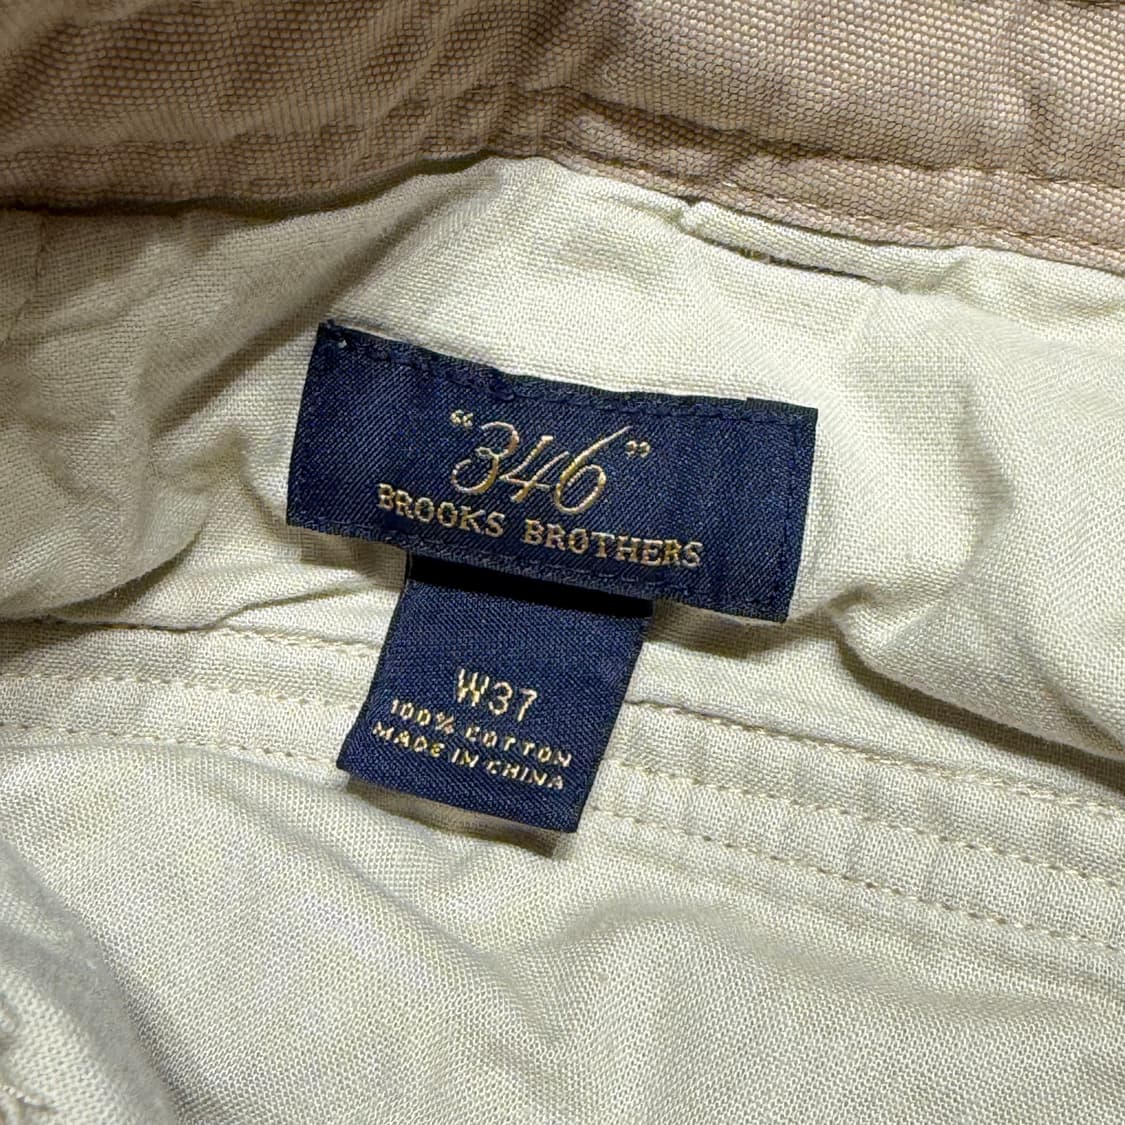 “346”
BROOKS BROTHERS
W37
100% COTTON
MADE IN CHINA